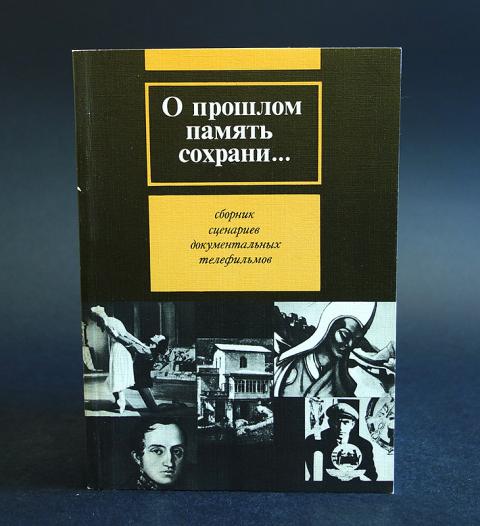 О прошлом
память
сохрани...
сборник
сценариев
документальных
телефильмов